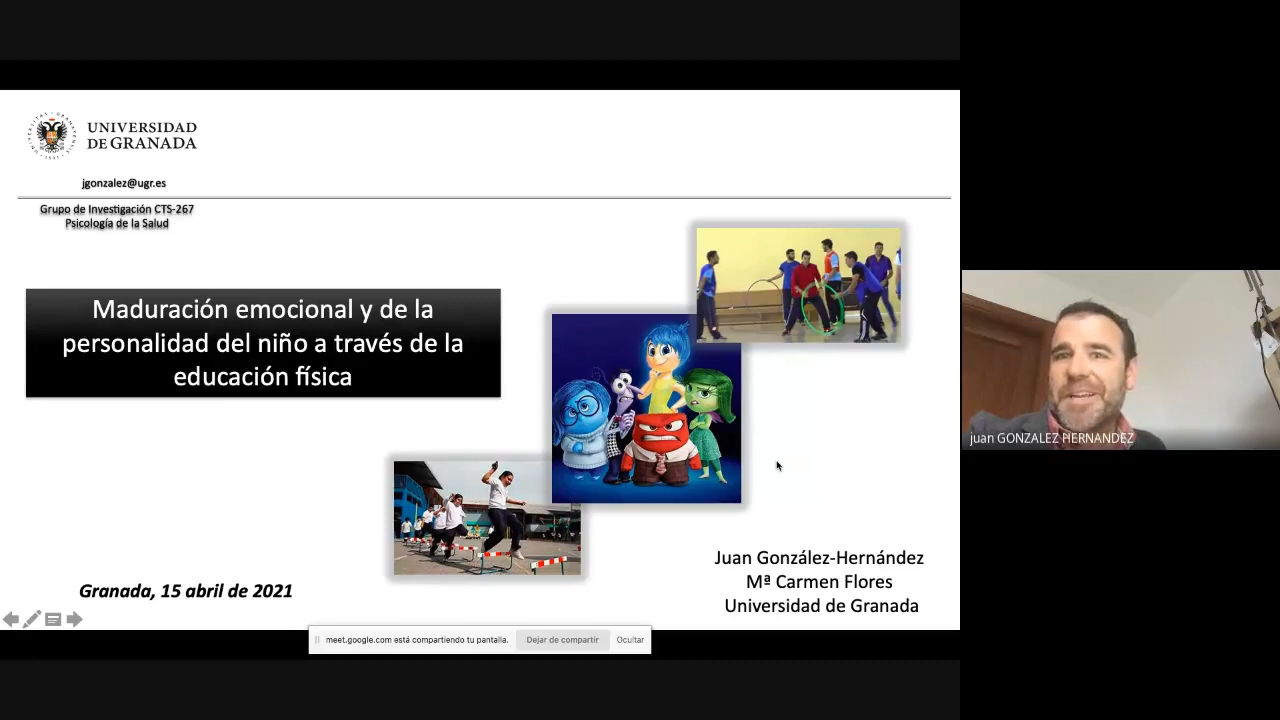 UNIVERSIDAD
DE GRANADA
jgonzalez@ugr.es
Grupo de Investigación CTS-267
Psicología de la Salud
Maduración emocional y de la
personalidad del niño a través de la
educación física
juan GONZALEZ HERNANDEZ
Juan González-Hernández
Mª Carmen Flores
Universidad de Granada
Granada, 15 abril de 2021
meet.google.com está compartiendo tu pantalla.
Dejar de compartir
Ocultar